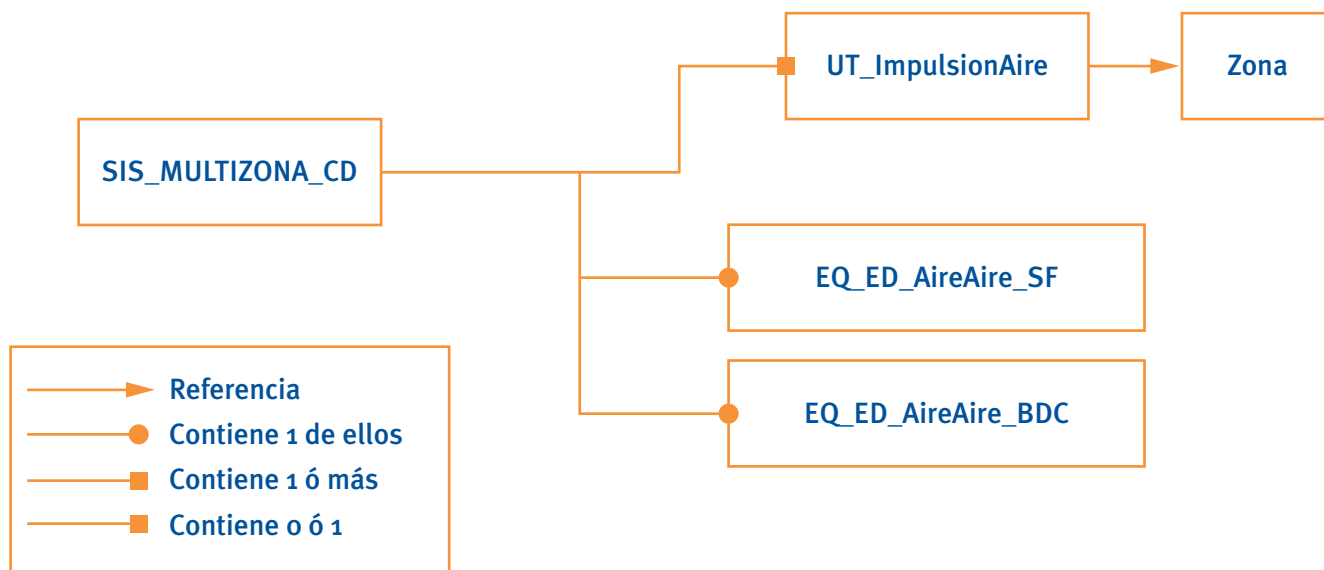 UT_ImpulsionAire
Zona
SIS_MULTIZONA_CD
EQ_ED_AireAire_SF
EQ_ED_AireAire_BDC
Referencia
Contiene 1 de ellos
Contiene 1 ó más
Contiene 0 ó 1